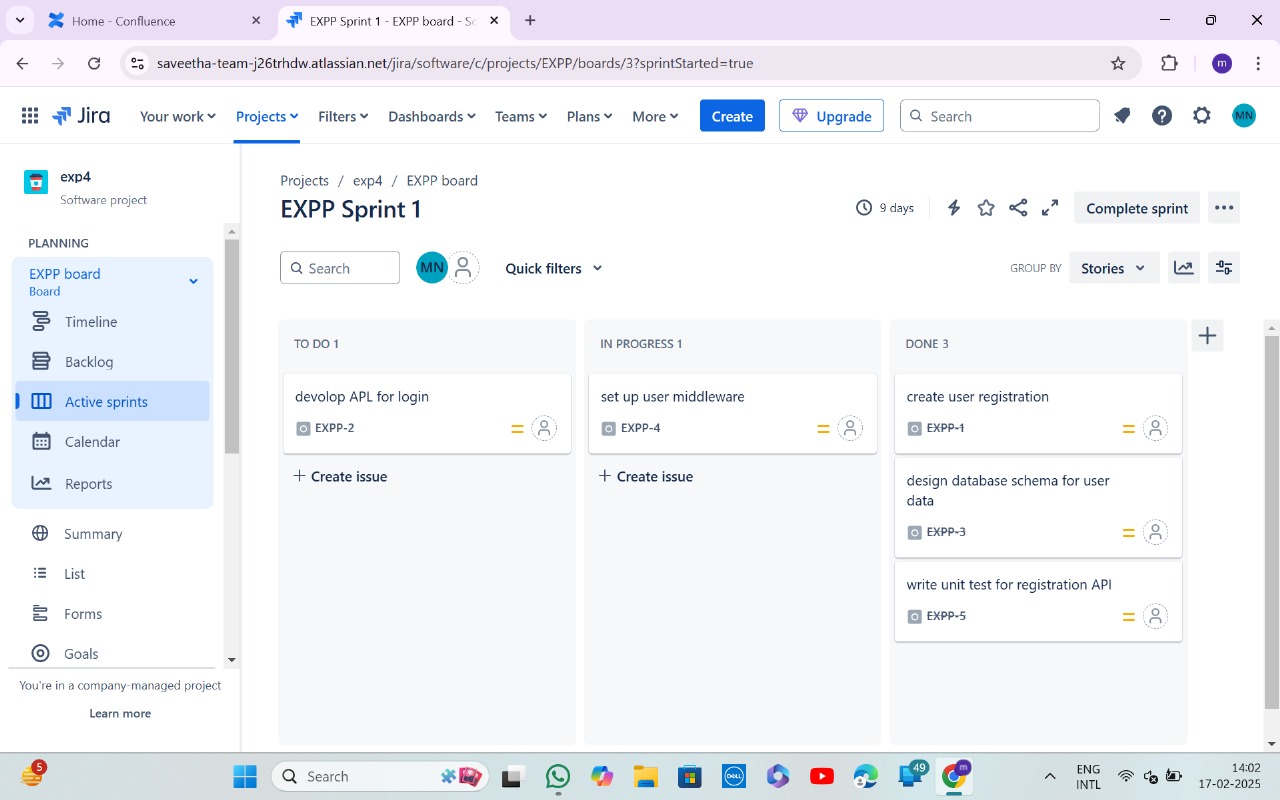 Home - Confluence
EXPP Sprint 1 - EXPP board - Sc
saveetha-team-j26trhdw.atlassian.net/jira/software/c/projects/EXPP/boards/3?sprintStarted=true
m
Jira
Your work
Projects
Filters
Dashboards
Teams
Plans
More
Create
Upgrade
Search
MN
exp4
Software project
PLANNING
EXPP board
Board
Timeline
Backlog
Active sprints
Calendar
Reports
Summary
List
Forms
Goals
You're in a company-managed project
Learn more
Projects / exp4 / EXPP board
EXPP Sprint 1
9 days
Complete sprint
Search
MN
Quick filters
GROUP BY
Stories
TO DO 1
devolop APL for login
EXPP-2
Create issue
IN PROGRESS 1
set up user middleware
EXPP-4
Create issue
DONE 3
create user registration
EXPP-1
design database schema for user
data
EXPP-3
write unit test for registration API
EXPP-5
5
Search
DELL
49
m
ENG
INTL
14:02
17-02-2025